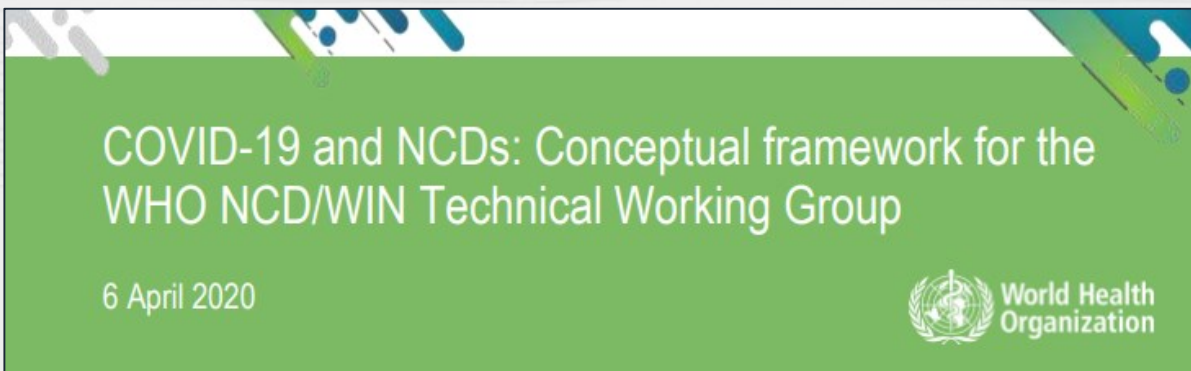 COVID-19 and NCDs: Conceptual framework for the
WHO NCD/WIN Technical Working Group
6 April 2020
World Health
Organization